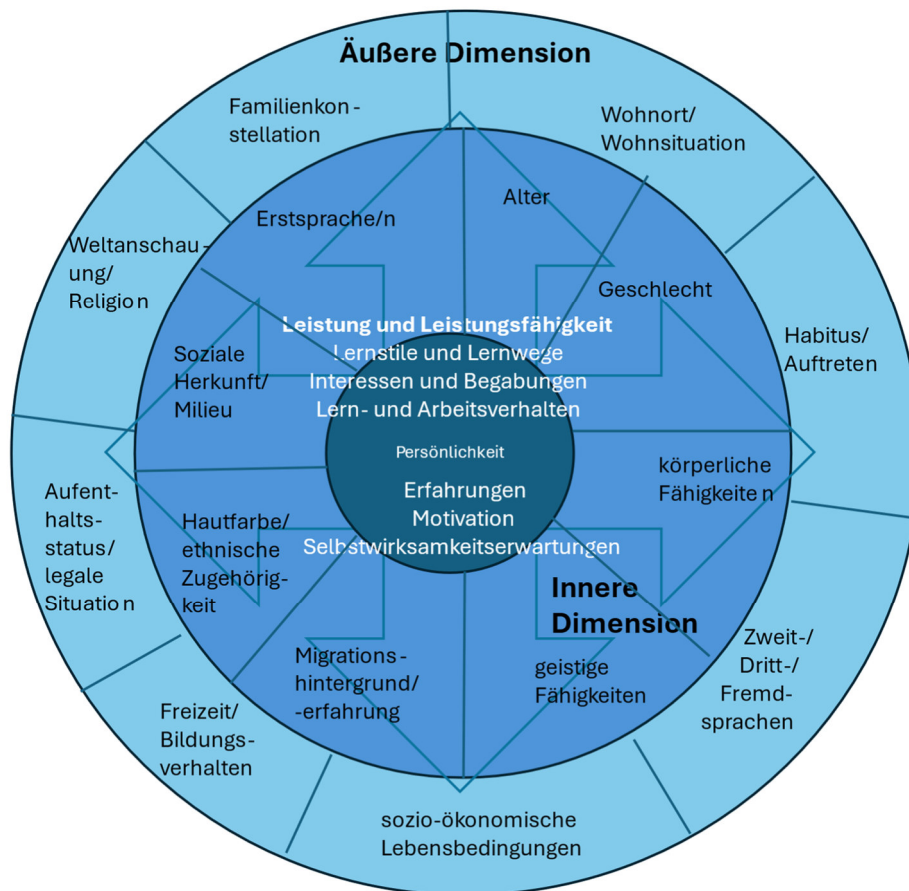 Äußere Dimension
Familienkon-
stellation
Wohnort/
Wohnsituation
Alter
Erstsprache/n
Weltanschau-
ung/
Religion
Geschlecht
Leistung und Leistungsfähigkeit
Lernstile und Lernwege
Interessen und Begabungen
Lern- und Arbeitsverhalten
Soziale
Herkunft/
Milieu
Habitus/
Auftreten
Persönlichkeit
körperliche
Fähigkeiten
Erfahrungen
Motivation
Selbstwirksamkeitserwartungen
Aufent-
halts-
status/
legale
Situation
Hautfarbe/
ethnische
Zugehörig-
keit
Innere
Dimension
Zweit-/
Dritt-/
Fremd-
sprachen
Migrations-
hintergrund/
-erfahrung
geistige
Fähigkeiten
Freizeit/
Bildungs-
verhalten
sozio-ökonomische
Lebensbedingungen